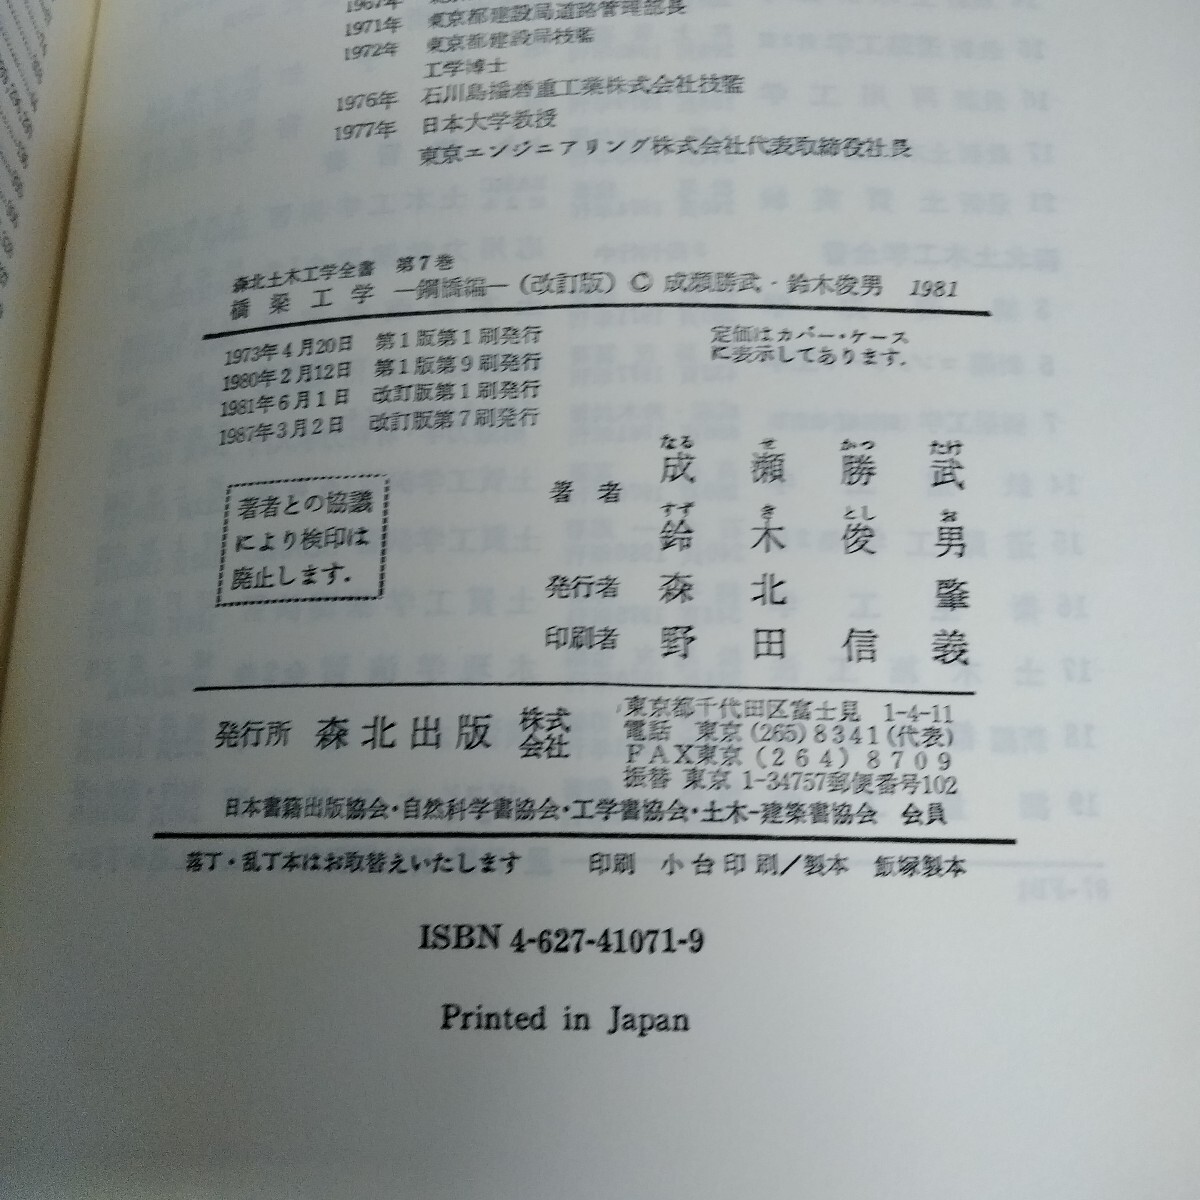 1967年
1971年 東京都建設局道路管理部長
1972年 東京都建設局技監
工学博士
1976年 石川島播磨重工業株式会社技監
1977年 日本大学教授
東京エンジニアリング株式会社代表取締役社長
森北土木工学全書 第7巻
橋梁工学 —鋼橋編—(改訂版) © 成瀬勝武・鈴木俊男 1981
1973年4月20日 第1版第1刷発行
1980年2月12日 第1版第9刷発行
1981年6月1日 改訂版第1刷発行
1987年3月2日 改訂版第7刷発行
定価はカバー・ケース
に表示してあります.
著者との協議
により検印は
廃止します.
なる せ かつ たけ
著者 成瀬勝武
すず き とし お
鈴木俊男
発行者 森北肇
印刷者 野田信義
発行所 森北出版 株式会社
東京都千代田区富士見 1-4-11
電話 東京(265)8341(代表)
FAX東京(264)8709
振替 東京 1-34757郵便番号102
日本書籍出版協会・自然科学書協会・工学書協会・土木-建築書協会 会員
落丁・乱丁本はお取替えいたします 印刷 小台印刷/製本 飯塚製本
ISBN 4-627-41071-9
Printed in Japan